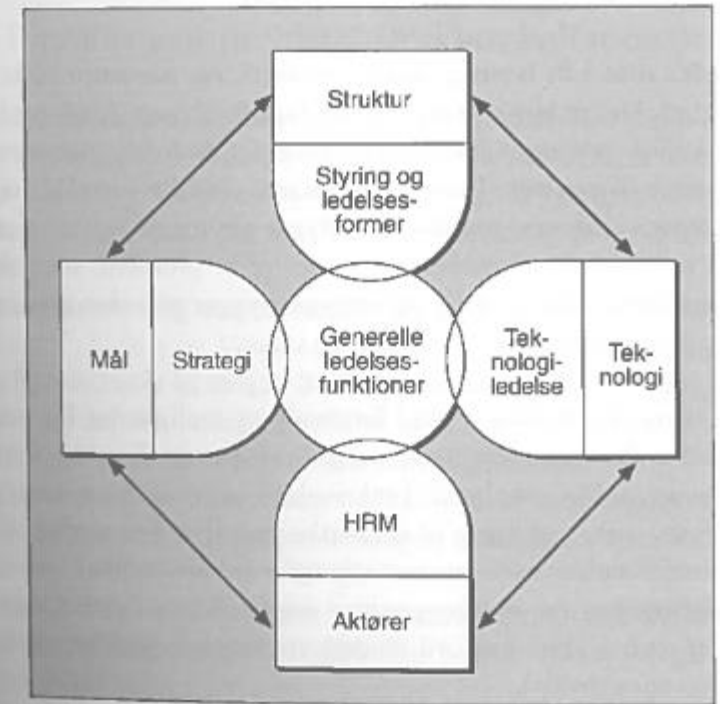 Struktur
Styring og
ledelses-
former
Mål
Strategi
Generelle
ledelses-
funktioner
Tek-
nologi-
ledelse
Tek-
nologi
HRM
Aktører